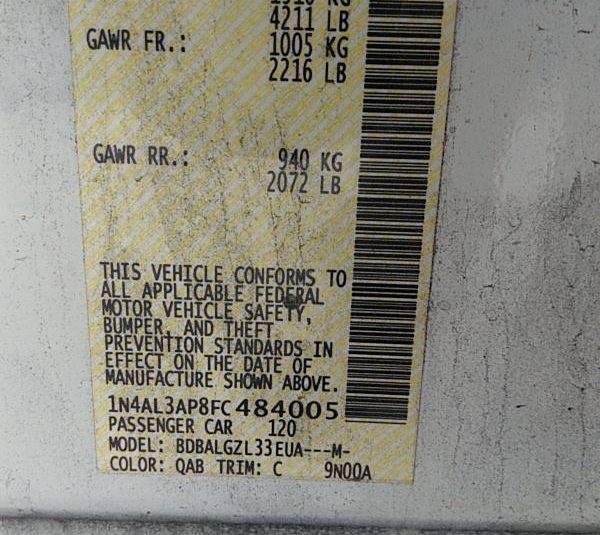 4211 LB
GAWR FR.: 1005 KG
2216 LB
GAWR RR.: 940 KG
2072 LB
THIS VEHICLE CONFORMS TO
ALL APPLICABLE FEDERAL
MOTOR VEHICLE SAFETY,
BUMPER, AND THEFT
PREVENTION STANDARDS IN
EFFECT ON THE DATE OF
MANUFACTURE SHOWN ABOVE.
1N4AL3AP8FC484005
PASSENGER CAR 120
MODEL: BDBALGZL33EUA---M-
COLOR: QAB TRIM: C 9N00A